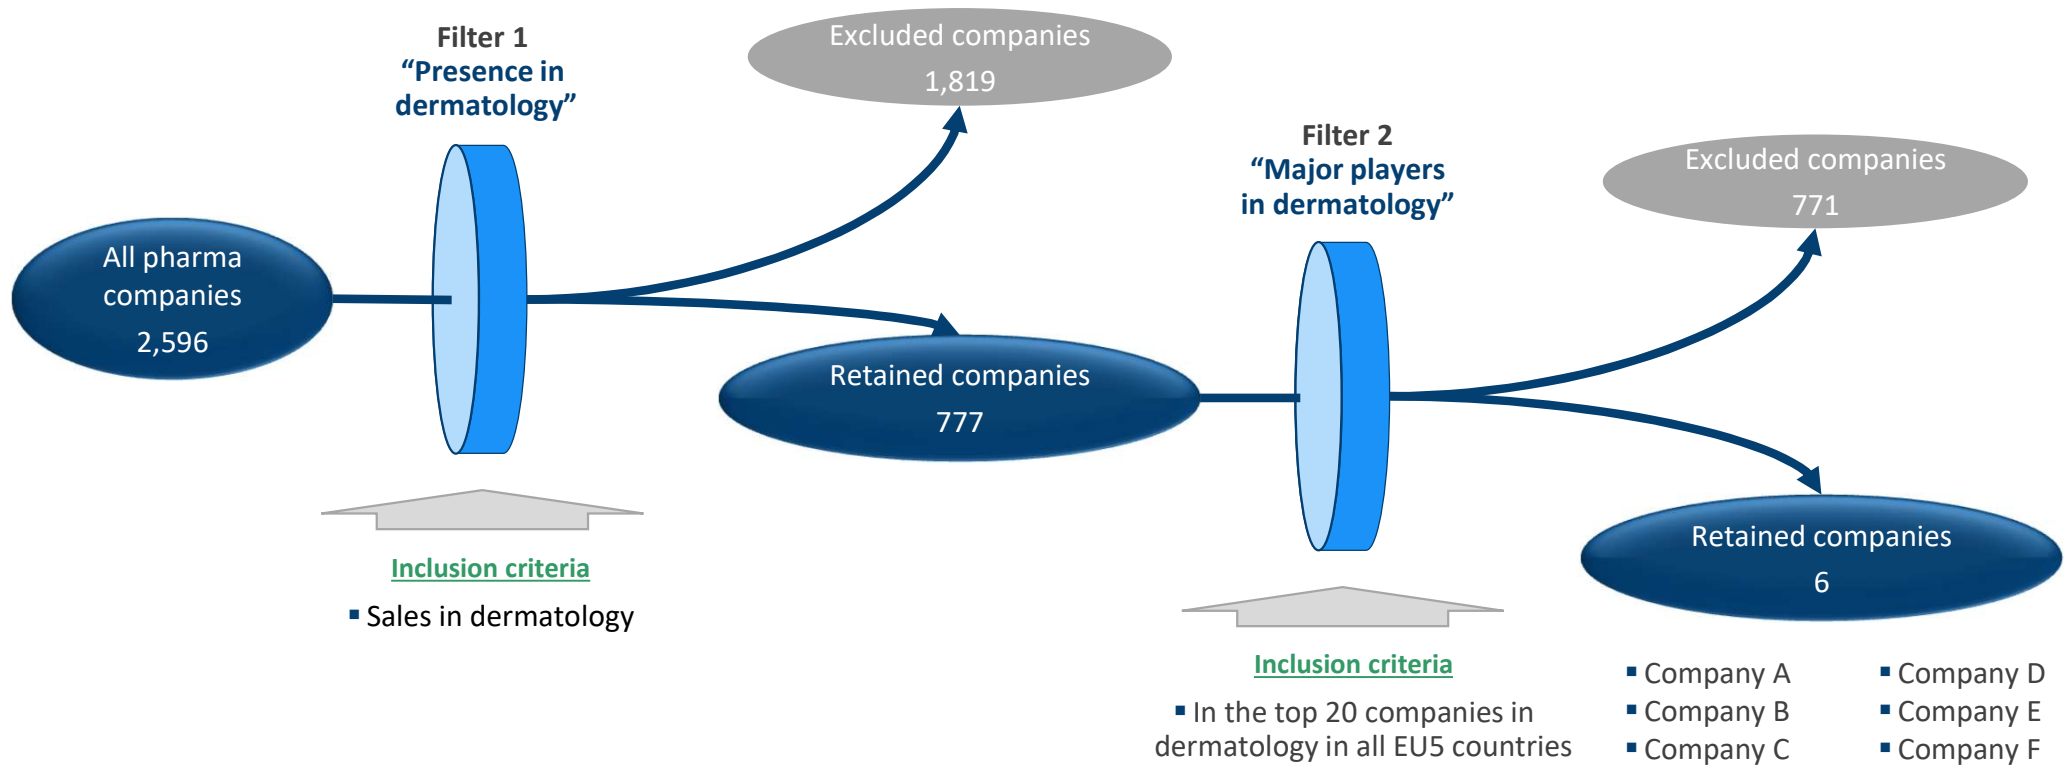 Filter 1
“Presence in
dermatology”
Excluded companies
1,819
Filter 2
“Major players
in dermatology”
Excluded companies
771
All pharma
companies
2,596
Retained companies
777
Retained companies
6
Inclusion criteria
▪ Sales in dermatology
Inclusion criteria
▪ In the top 20 companies in
dermatology in all EU5 countries
▪ Company A
▪ Company B
▪ Company C
▪ Company D
▪ Company E
▪ Company F